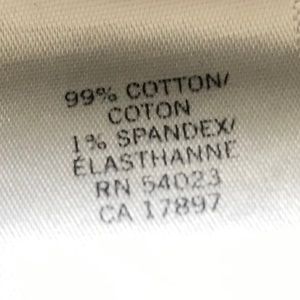 99% COTTON/
COTON
1% SPANDEX/
ÉLASTHANNE
RN 54023
CA 17897